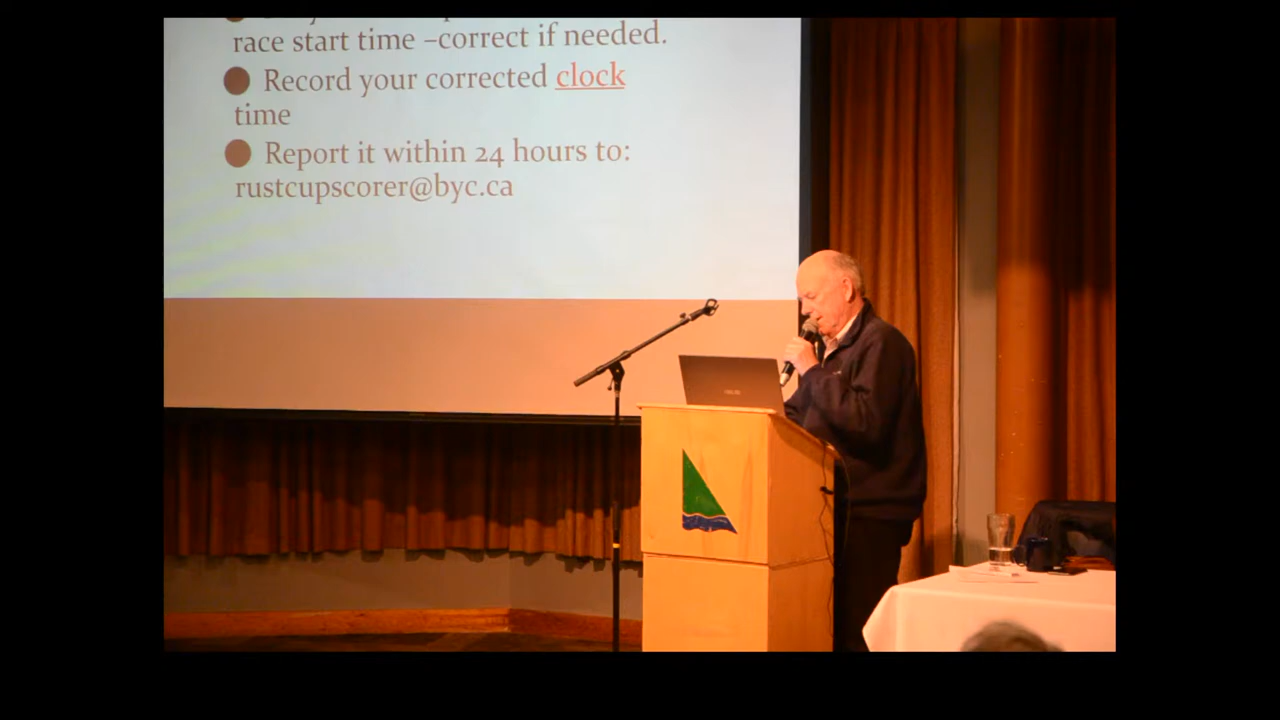 race start time –correct if needed.
● Record your corrected clock
time
● Report it within 24 hours to:
rustcupscorer@byc.ca